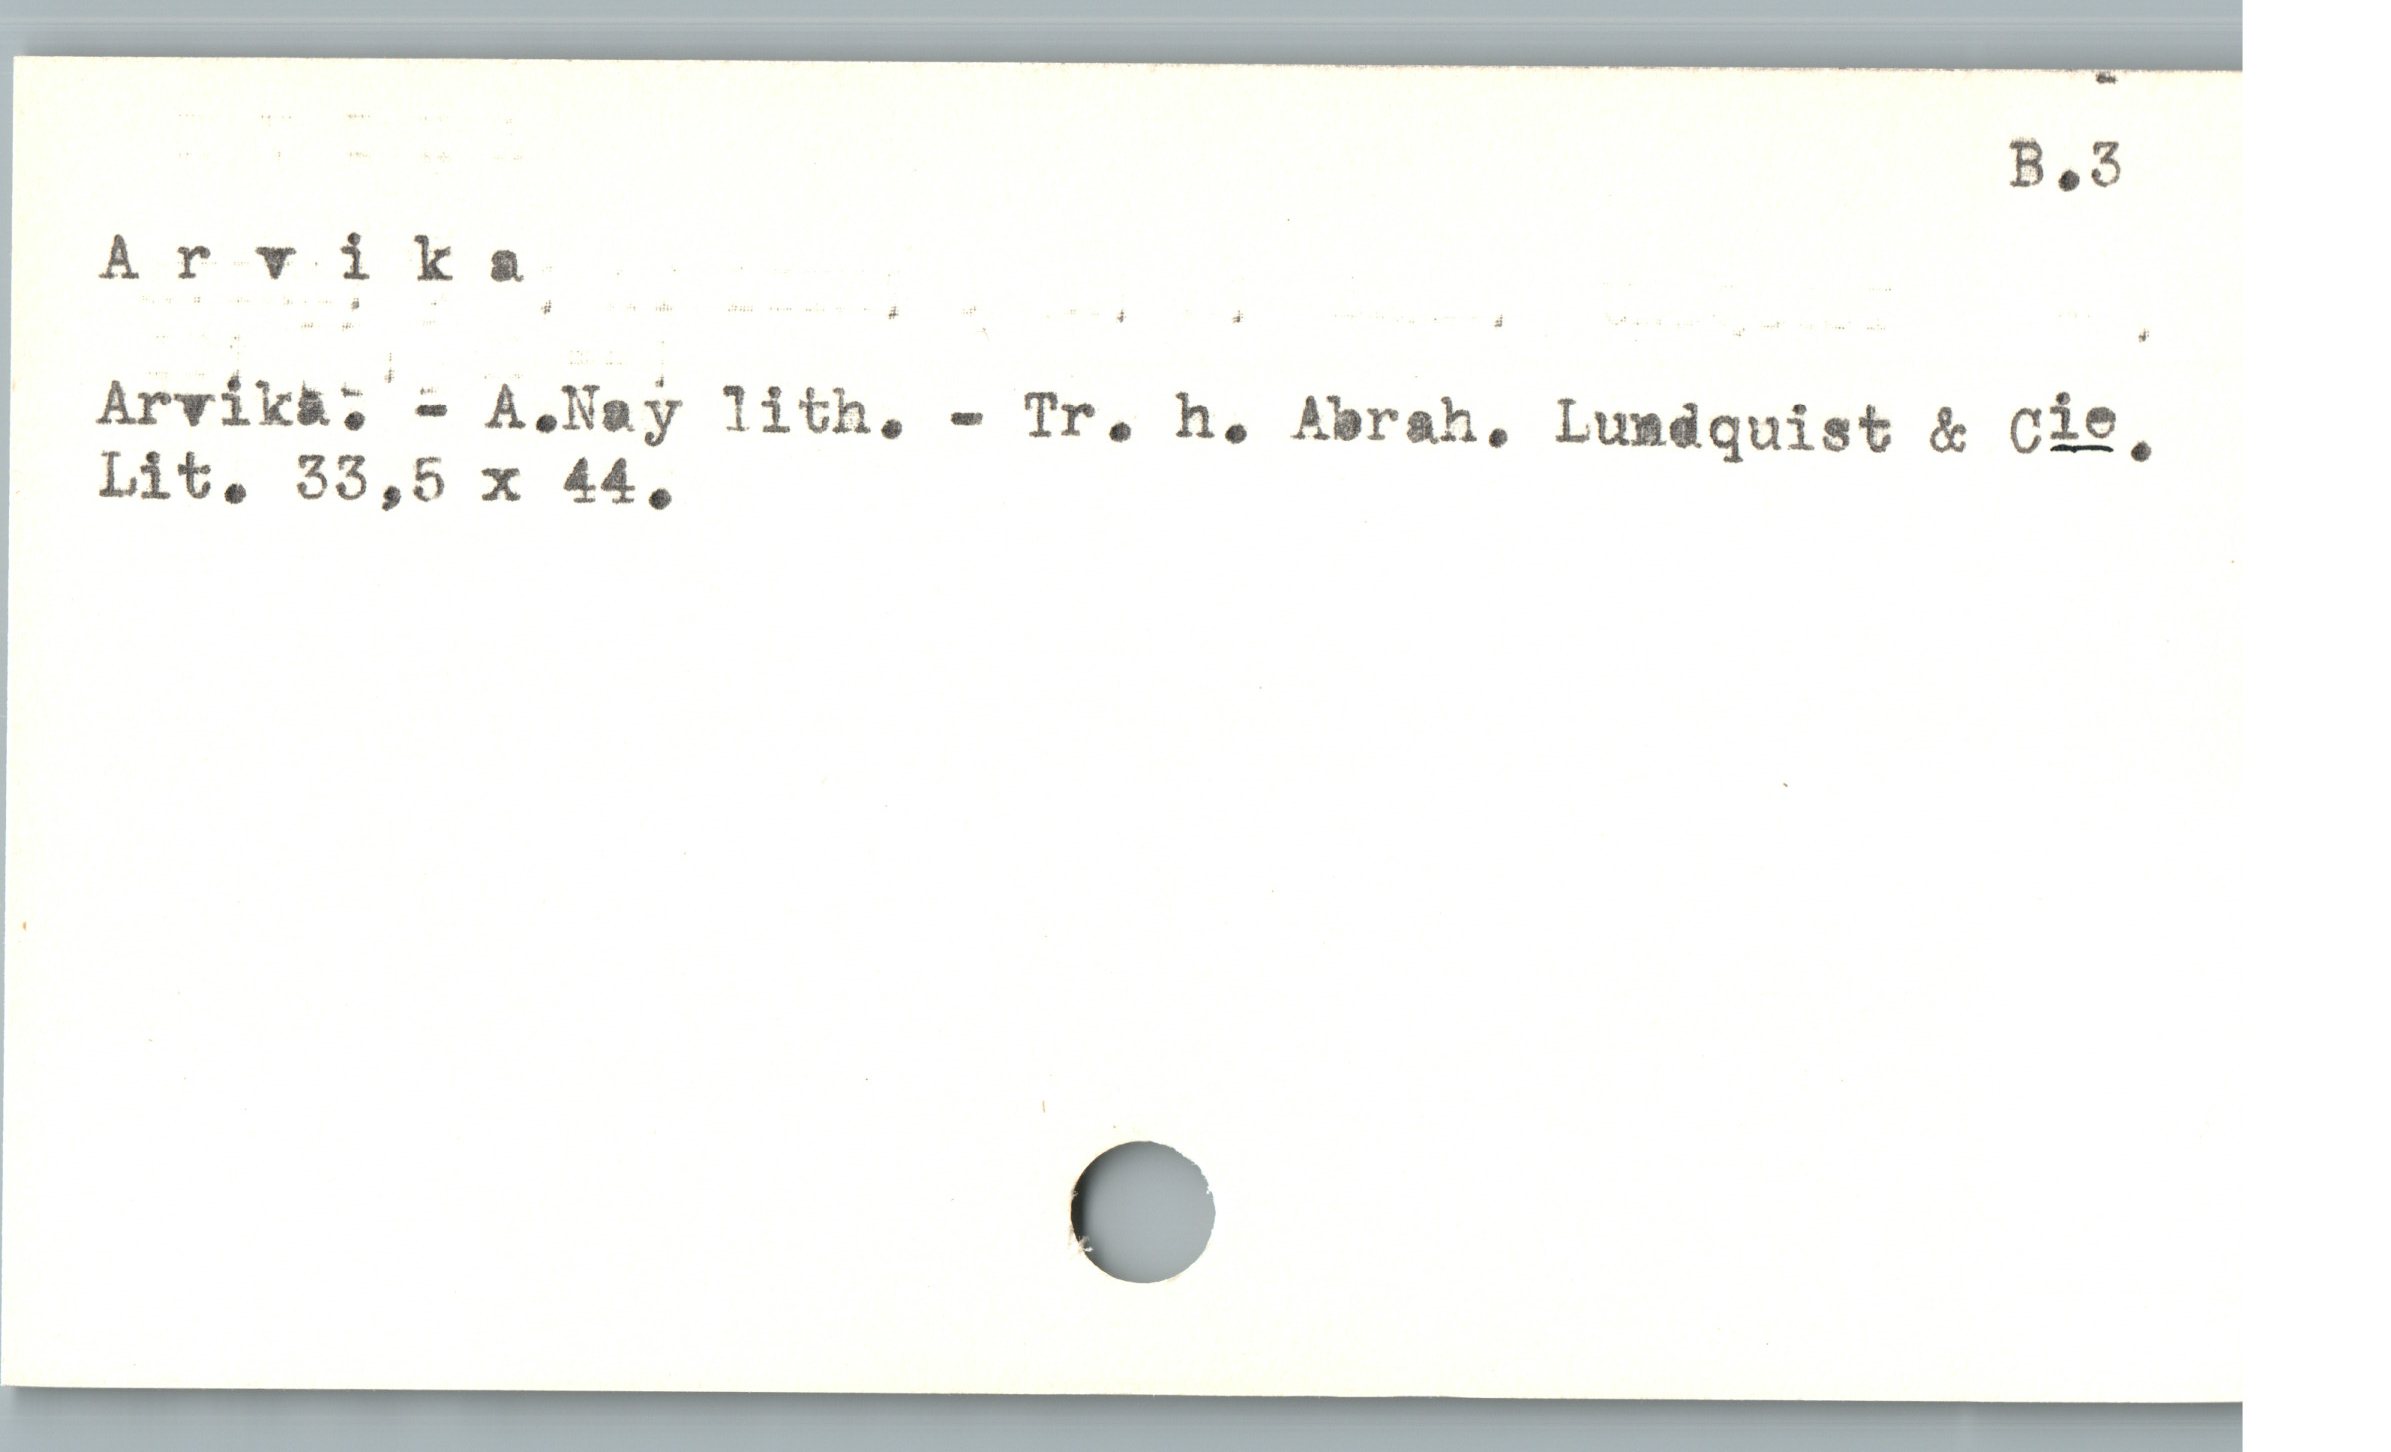 B.3
A r v i k a
Arvika. - A.Nay lith. - Tr. h. Abrah. Lundquist & Cie.
Lit. 33,5 x 44.